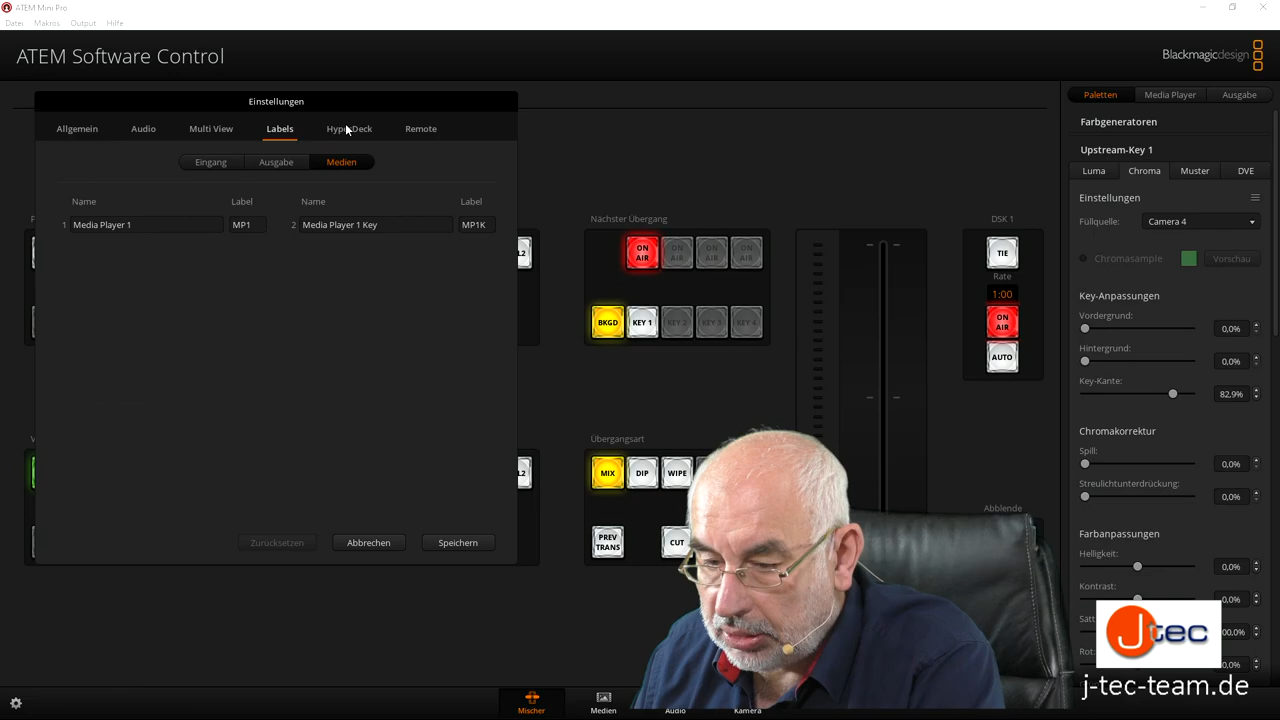 ATEM Mini Pro
Datei Makros Output Hilfe
ATEM Software Control
Blackmagicdesign
Einstellungen
Allgemein Audio Multi View Labels HyperDeck Remote
Eingang Ausgabe Medien
Name Label Name Label
1 Media Player 1 MP1 2 Media Player 1 Key MP1K
Zurücksetzen Abbrechen Speichern
Nächster Übergang
ON AIR ON AIR ON AIR ON AIR
BKGD KEY 1 KEY 2 KEY 3 KEY 4
Übergangsart
MIX DIP WIPE
PREV TRANS CUT
DSK 1
TIE
Rate
1:00
ON AIR
AUTO
Abblende
Paletten Media Player Ausgabe
Farbgeneratoren
Upstream-Key 1
Luma Chroma Muster DVE
Einstellungen
Füllquelle: Camera 4
Chromasample Vorschau
Key-Anpassungen
Vordergrund:
0,0%
Hintergrund:
0,0%
Key-Kante:
82,9%
Chromakorrektur
Spill:
0,0%
Streulichtunterdrückung:
0,0%
Farbanpassungen
Helligkeit:
0,0%
Kontrast:
0,0%
Jtec
j-tec-team.de
Mischer Medien Audio Kamera